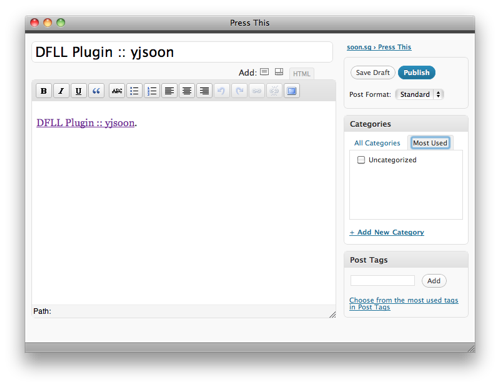 Press This
DFLL Plugin :: yjsoon
Add:
HTML
B I U “ ABC
DFLL Plugin :: yjsoon.
Path:
soon.sg › Press This
Save Draft Publish
Post Format: Standard
Categories
All Categories Most Used
Uncategorized
+ Add New Category
Post Tags
Add
Choose from the most used tags
in Post Tags